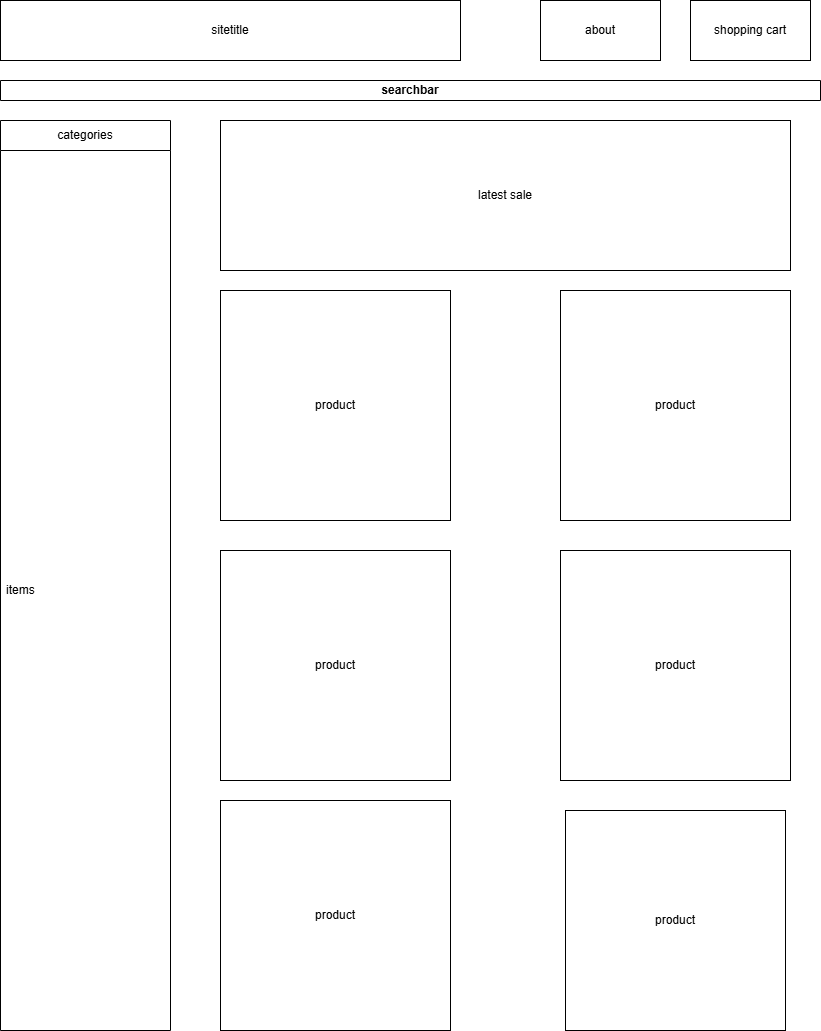 sitetitle
about
shopping cart
searchbar
categories
items
latest sale
product
product
product
product
product
product